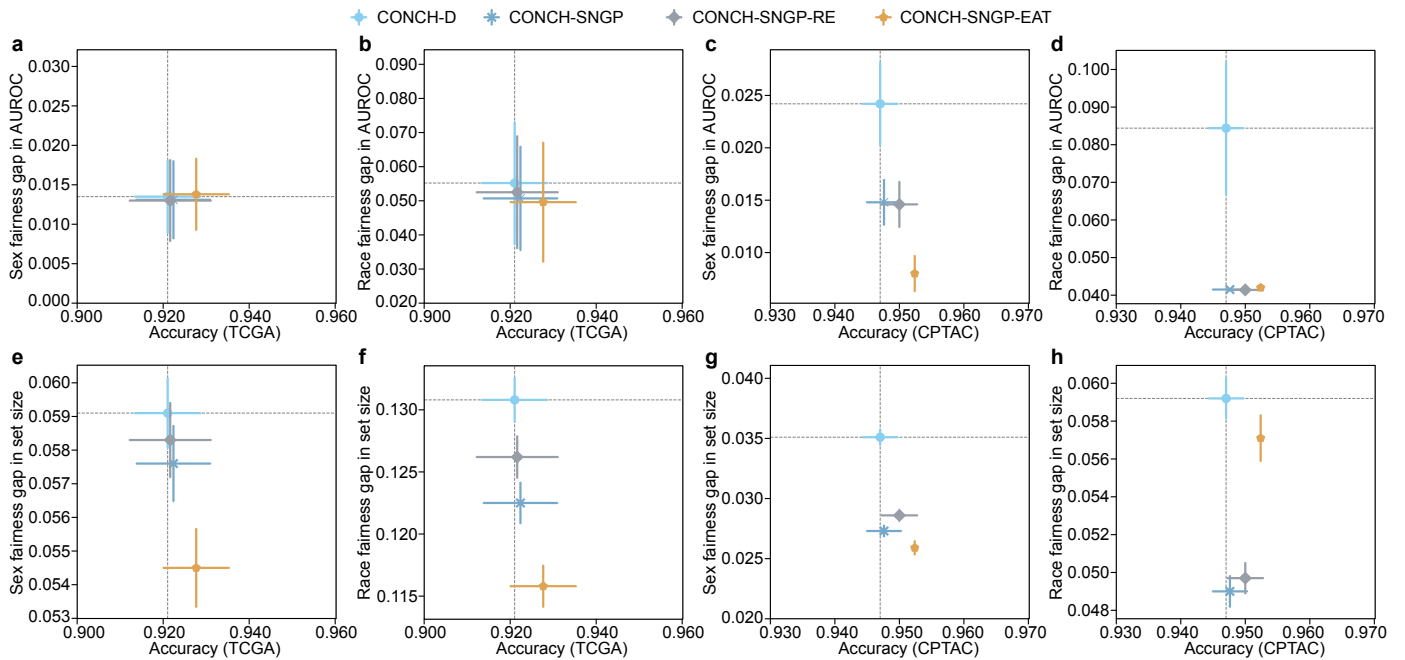 CONCH-D CONCH-SNGP CONCH-SNGP-RE CONCH-SNGP-EAT
a
Sex fairness gap in AUROC
0.030
0.025
0.020
0.015
0.010
0.005
0.000
0.900 0.920 0.940 0.960
Accuracy (TCGA)
b
Race fairness gap in AUROC
0.090
0.080
0.070
0.060
0.050
0.040
0.030
0.020
0.900 0.920 0.940 0.960
Accuracy (TCGA)
c
Sex fairness gap in AUROC
0.025
0.020
0.015
0.010
0.930 0.940 0.950 0.960 0.970
Accuracy (CPTAC)
d
Race fairness gap in AUROC
0.100
0.090
0.080
0.070
0.060
0.050
0.040
0.930 0.940 0.950 0.960 0.970
Accuracy (CPTAC)
e
Sex fairness gap in set size
0.060
0.059
0.058
0.057
0.056
0.055
0.054
0.053
0.900 0.920 0.940 0.960
Accuracy (TCGA)
f
Race fairness gap in set size
0.130
0.125
0.120
0.115
0.900 0.920 0.940 0.960
Accuracy (TCGA)
g
Sex fairness gap in set size
0.040
0.035
0.030
0.025
0.020
0.930 0.940 0.950 0.960 0.970
Accuracy (CPTAC)
h
Race fairness gap in set size
0.060
0.058
0.056
0.054
0.052
0.050
0.048
0.930 0.940 0.950 0.960 0.970
Accuracy (CPTAC)